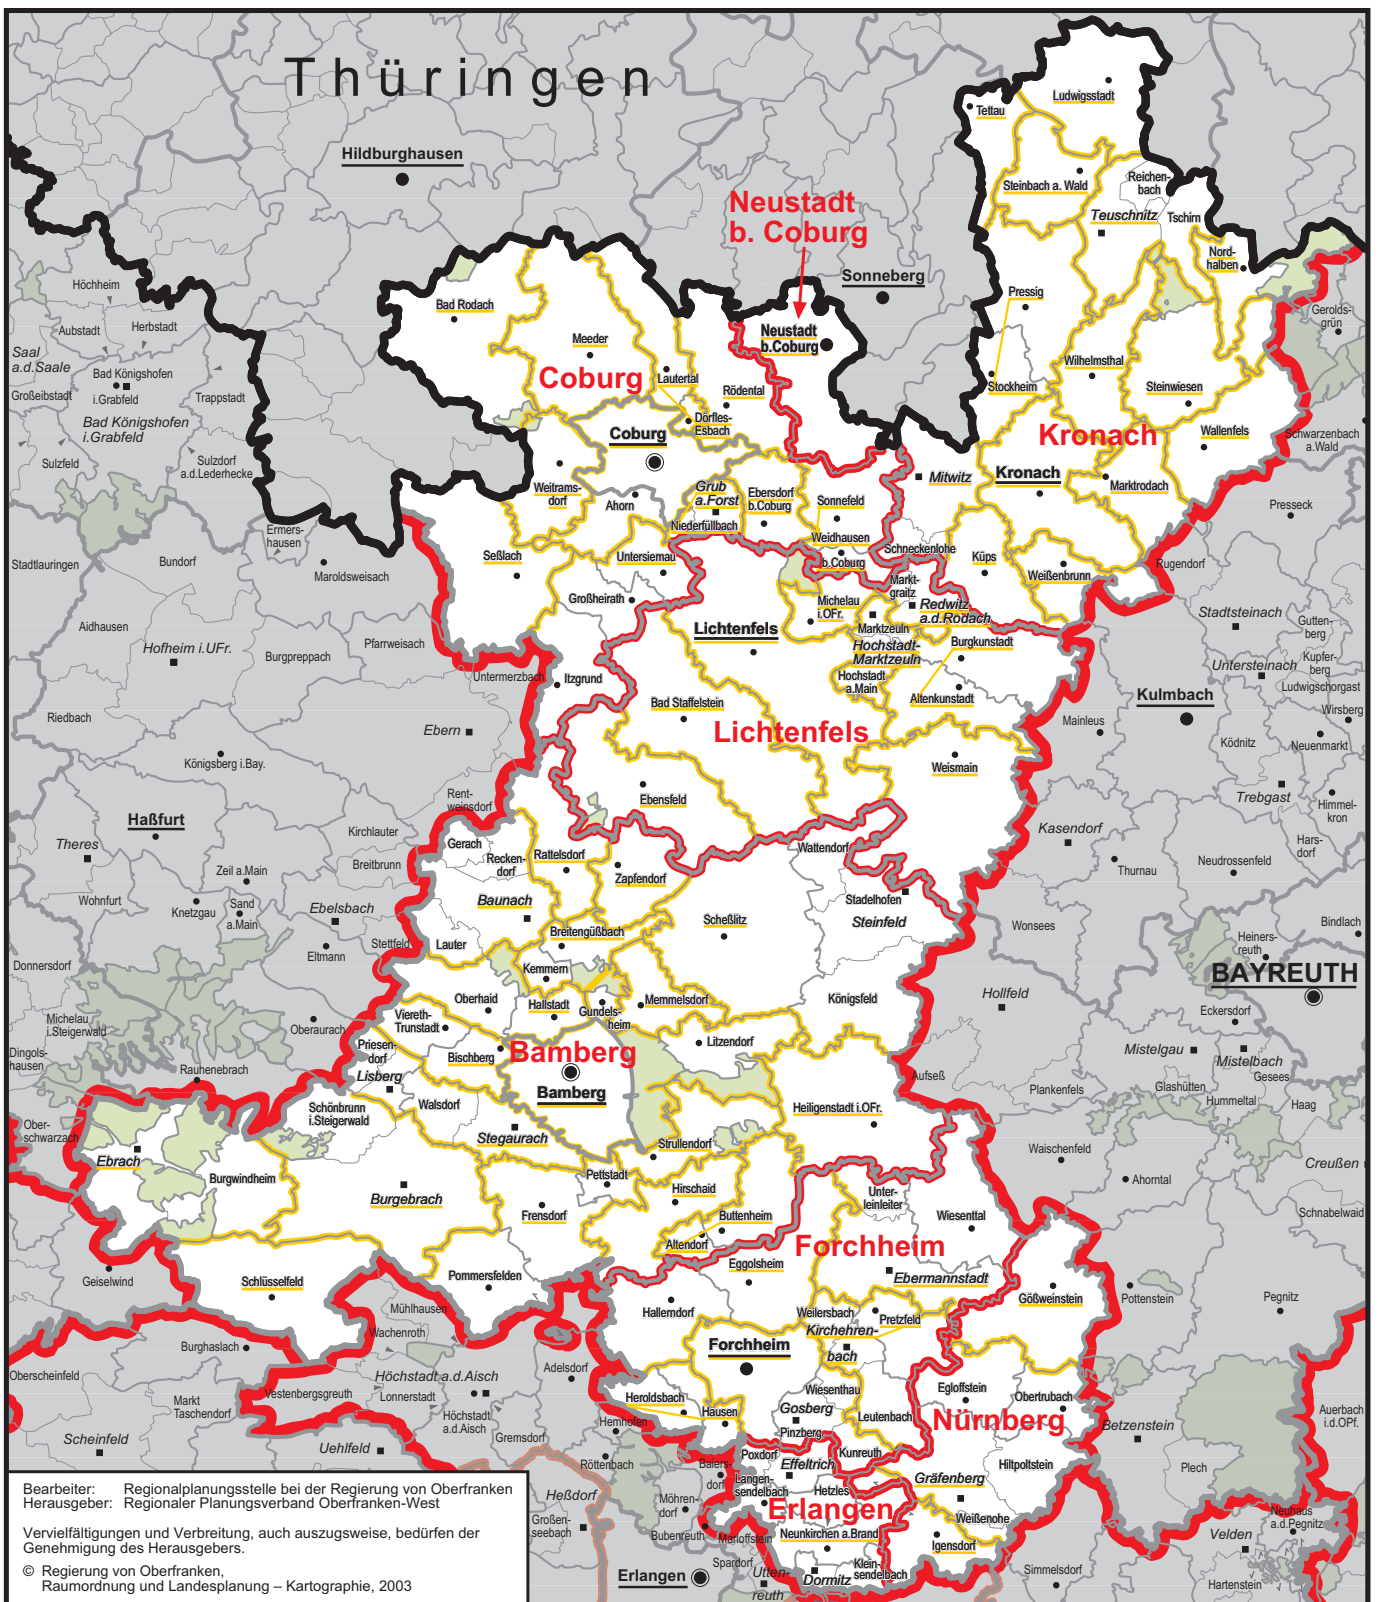 Thüringen
Hildburghausen
Neustadt
b. Coburg
Sonneberg
Tettau
Ludwigsstadt
Steinbach a. Wald
Reichen-
bach
Teuschnitz
Tschirn
Nord-
halben
Pressig
Stockheim
Wilhelmsthal
Steinwiesen
Wallenfels
Kronach
Kronach
Marktrodach
Mitwitz
Schneckenlohe
Küps
Weißenbrunn
Gerolds-
grün
Schwarzenbach
a.Wald
Presseck
Rugendorf
Höchheim
Aubstadt
Herbstadt
Saal
a.d.Saale
Bad Königshofen
i.Grabfeld
Großeibstadt
Trappstadt
Bad Königshofen
i.Grabfeld
Sulzfeld
Sulzdorf
a.d.Lederhecke
Bad Rodach
Meeder
Coburg
Lautertal
Rödental
Neustadt
b.Coburg
Dörfles-
Esbach
Coburg
Weitrams-
dorf
Ahorn
Grub
a.Forst
Ebersdorf
b.Coburg
Sonnefeld
Niederfüllbach
Weidhausen
b.Coburg
Seßlach
Untersiemau
Großheirath
Itzgrund
Stadtlauringen
Bundorf
Ermers-
hausen
Maroldsweisach
Aidhausen
Hofheim i.UFr.
Burgpreppach
Pfarrweisach
Untermerzbach
Riedbach
Ebern
Königsberg i.Bay.
Rent-
weinsdorf
Haßfurt
Theres
Kirchlauter
Breitbrunn
Zeil a.Main
Wohnfurt
Knetzgau
Sand
a.Main
Ebelsbach
Eltmann
Stettfeld
Donnersdorf
Michelau
i.Steigerwald
Oberaurach
Dingols-
hausen
Rauhenebrach
Ober-
schwarzach
Lichtenfels
Michelau
i.OFr.
Markt-
graitz
Redwitz
a.d.Rodach
Marktzeuln
Hochstadt-
Marktzeuln
Hochstadt
a.Main
Burgkunstadt
Altenkunstadt
Bad Staffelstein
Lichtenfels
Weismain
Ebensfeld
Stadtsteinach
Gutten-
berg
Untersteinach
Kupfer-
berg
Ludwigschorgast
Kulmbach
Wirsberg
Mainleus
Ködnitz
Neuenmarkt
Trebgast
Himmel-
kron
Kasendorf
Hars-
dorf
Thurnau
Neudrossenfeld
Wonsees
Bindlach
Heiners-
reuth
BAYREUTH
Hollfeld
Eckersdorf
Mistelgau
Mistelbach
Gesees
Aufseß
Plankenfels
Glashütten
Hummeltal
Haag
Waischenfeld
Creußen
Ahorntal
Schnabelwaid
Pottenstein
Pegnitz
Gerach
Recken-
dorf
Rattelsdorf
Zapfendorf
Wattendorf
Stadelhofen
Steinfeld
Baunach
Scheßlitz
Breitengüßbach
Lauter
Kemmern
Königsfeld
Oberhaid
Hallstadt
Gundels-
heim
Memmelsdorf
Viereth-
Trunstadt
Litzendorf
Priesen-
dorf
Bischberg
Bamberg
Bamberg
Lisberg
Walsdorf
Schönbrunn
i.Steigerwald
Stegaurach
Strullendorf
Heiligenstadt i.OFr.
Ebrach
Burgwindheim
Burgebrach
Pettstadt
Frensdorf
Hirschaid
Buttenheim
Altendorf
Schlüsselfeld
Pommersfelden
Geiselwind
Mühlhausen
Wachenroth
Burghaslach
Oberscheinfeld
Markt
Taschendorf
Scheinfeld
Vestenbergsgreuth
Höchstadt a.d.Aisch
Lonnerstadt
Höchstadt
a.d.Aisch
Adelsdorf
Gremsdorf
Uehlfeld
Unter-
leinleiter
Wiesenttal
Forchheim
Eggolsheim
Ebermannstadt
Gößweinstein
Hallerndorf
Weilersbach
Pretzfeld
Kirchehren-
bach
Forchheim
Heroldsbach
Hausen
Wiesenthau
Gosberg
Pinzberg
Leutenbach
Egloffstein
Obertrubach
Nürnberg
Betzenstein
Auerbach
i.d.OPf.
Plech
Hemhofen
Röttenbach
Poxdorf
Effeltrich
Kunreuth
Baiers-
dorf
Langen-
sendelbach
Hetzles
Gräfenberg
Hiltpoltstein
Erlangen
Weißenohe
Neunkirchen a.Brand
Igensdorf
Klein-
sendelbach
Dormitz
Möhren-
dorf
Bubenreuth
Marloffstein
Spardorf
Utten-
reuth
Heßdorf
Großen-
seebach
Erlangen
Simmelsdorf
Velden
Neuhaus
a.d.Pegnitz
Hartenstein
Bearbeiter: Regionalplanungsstelle bei der Regierung von Oberfranken
Herausgeber: Regionaler Planungsverband Oberfranken-West
Vervielfältigungen und Verbreitung, auch auszugsweise, bedürfen der
Genehmigung des Herausgebers.
© Regierung von Oberfranken,
Raumordnung und Landesplanung – Kartographie, 2003